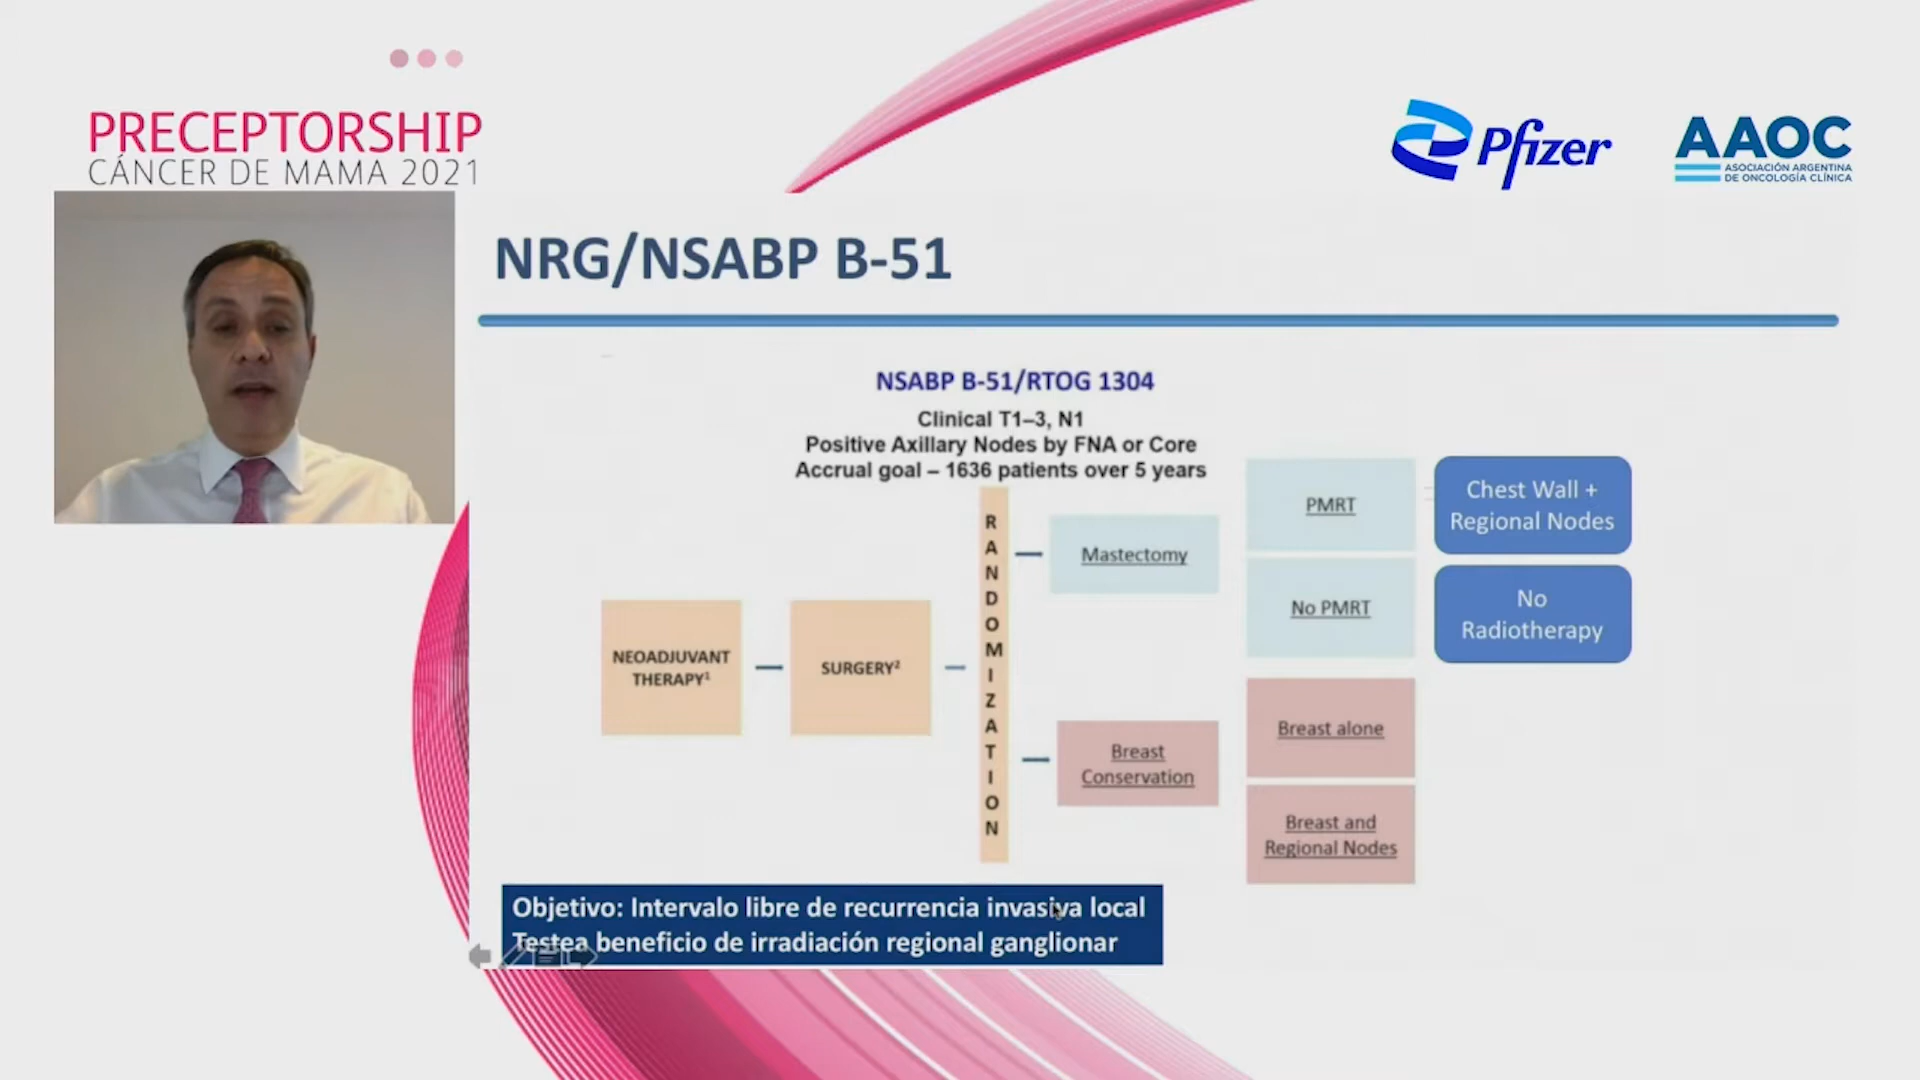 PRECEPTORSHIP
CÁNCER DE MAMA 2021
Pfizer
AAOC
ASOCIACIÓN ARGENTINA
DE ONCOLOGÍA CLÍNICA
NRG/NSABP B-51
NSABP B-51/RTOG 1304
Clinical T1–3, N1
Positive Axillary Nodes by FNA or Core
Accrual goal – 1636 patients over 5 years
NEOADJUVANT
THERAPY¹
SURGERY²
RANDOMIZATION
Mastectomy
PMRT
Chest Wall +
Regional Nodes
No PMRT
No
Radiotherapy
Breast
Conservation
Breast alone
Breast and
Regional Nodes
Objetivo: Intervalo libre de recurrencia invasiva local
Testea beneficio de irradiación regional ganglionar